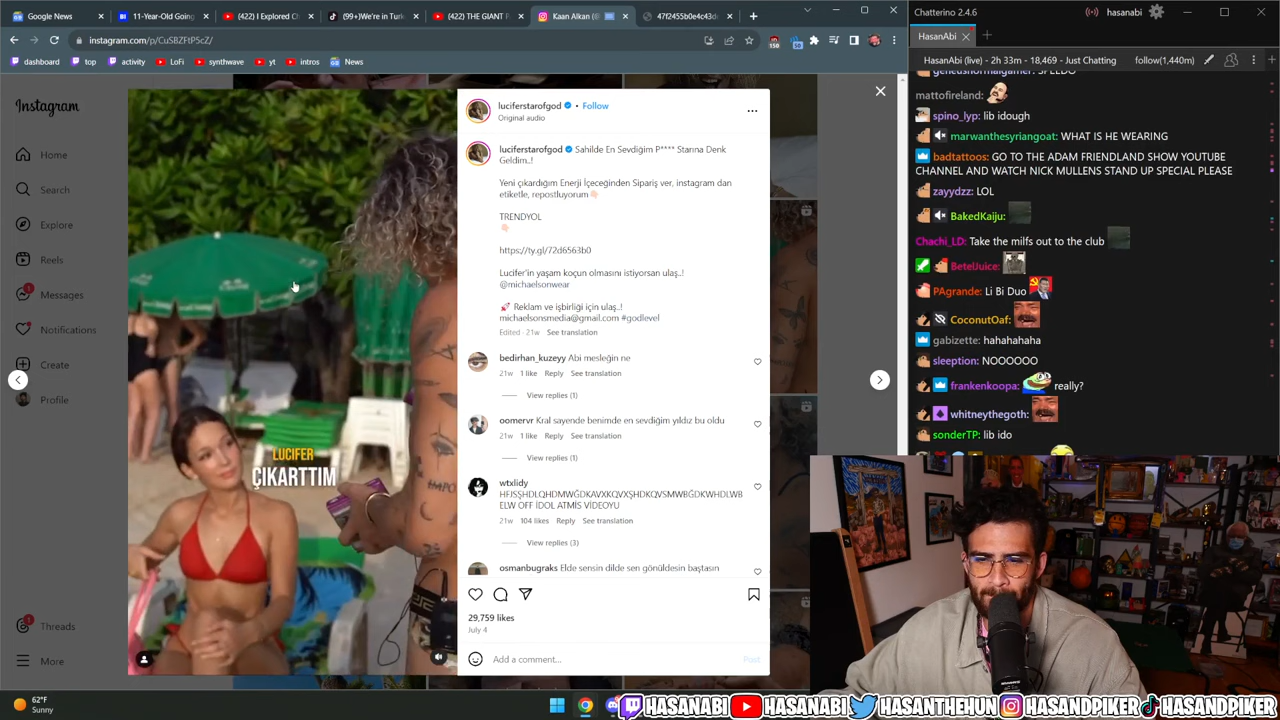 Google News
11-Year-Old Going
(422) I Explored Ch
(99+)We're in Turk
(422) THE GIANT F
Kaan Alkan (@
47f2455b0e4c43d
instagram.com/p/CuSBZFtP5cZ/
150
dashboard
top
activity
LoFi
synthwave
yt
intros
News
Instagram
Home
Search
Explore
Reels
Messages
Notifications
Create
Profile
Threads
More
LUCIFER
ÇIKARTTIM
luciferstarofgod • Follow
Original audio
luciferstarofgod Sahilde En Sevdiğim P**** Starına Denk
Geldim..!
Yeni çıkardığım Enerji İçeceğinden Sipariş ver, instagram dan
etiketle, repostluyorum
TRENDYOL
https://ty.gl/72d6563b0
Lucifer'in yaşam koçun olmasını istiyorsan ulaş..!
@michaelsonwear
Reklam ve işbirliği için ulaş..!
michaelsonsmedia@gmail.com #godlevel
Edited · 21w See translation
bedirhan_kuzeyy Abi mesleğin ne
21w 1 like Reply See translation
View replies (1)
oomervr Kral sayende benimde en sevdiğim yıldız bu oldu
21w 1 like Reply See translation
View replies (1)
wtxlidy
HFJSŞHDLQHDMWĞDKAVXKQVXŞHDKQVSMWBĞDKWHDLWB
ELW OFF İDOL ATMİS VİDEOYU
21w 104 likes Reply See translation
View replies (3)
osmanbugraks Elde sensin dilde sen gönüldesin baştasın
29,759 likes
July 4
Add a comment...
Post
62°F
Sunny
Chatterino 2.4.6
hasanabi
HasanAbi
HasanAbi (live) - 2h 33m - 18,469 - Just Chatting
follow(1,440m)
genedsnormalgamer: SPEEDO
mattofireland:
spino_lyp: lib idough
marwanthesyriangoat: WHAT IS HE WEARING
badtattoos: GO TO THE ADAM FRIENDLAND SHOW YOUTUBE
CHANNEL AND WATCH NICK MULLENS STAND UP SPECIAL PLEASE
zayydzz: LOL
BakedKaiju:
Chachi_LD: Take the milfs out to the club
BetelJuice:
PAgrande: Li Bi Duo
CoconutOaf:
gabizette: hahahahaha
sleeption: NOOOOOO
frankenkoopa: really?
whitneythegoth:
sonderTP: lib ido
HASANABI
HASANABI
HASANTHEHUN
HASANDPIKER
HASANDPIKER